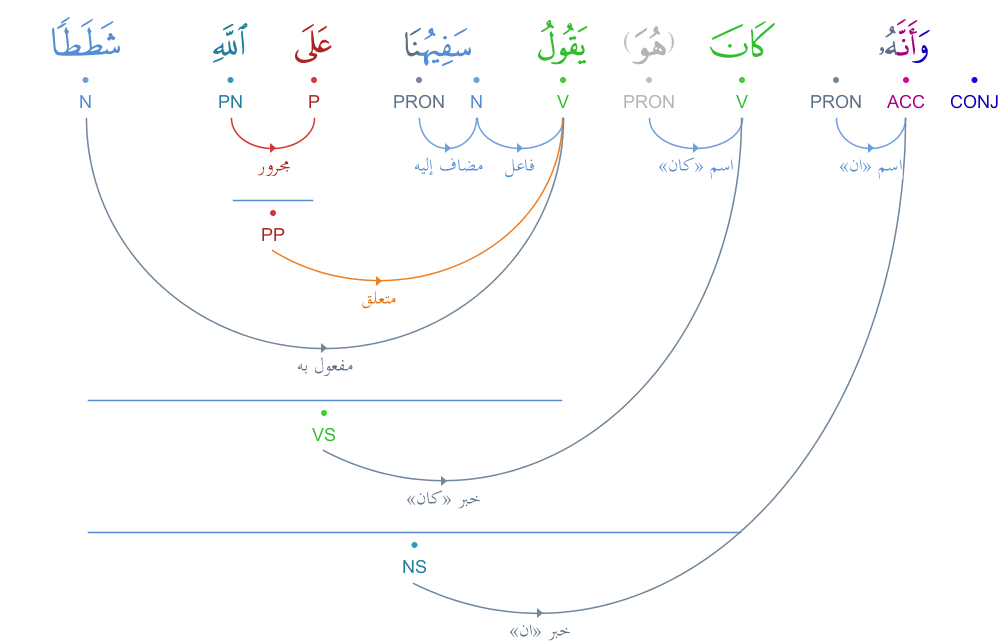 وَأَنَّهُۥ كَانَ (هُوَ) يَقُولُ سَفِيهُنَا عَلَى ٱللَّهِ شَطَطًا
CONJ ACC PRON V PRON V N PRON P PN N
اسم «ان» اسم «كان» فاعل مضاف إليه مجرور
PP
متعلق
مفعول به
VS
خبر «كان»
NS
خبر «ان»